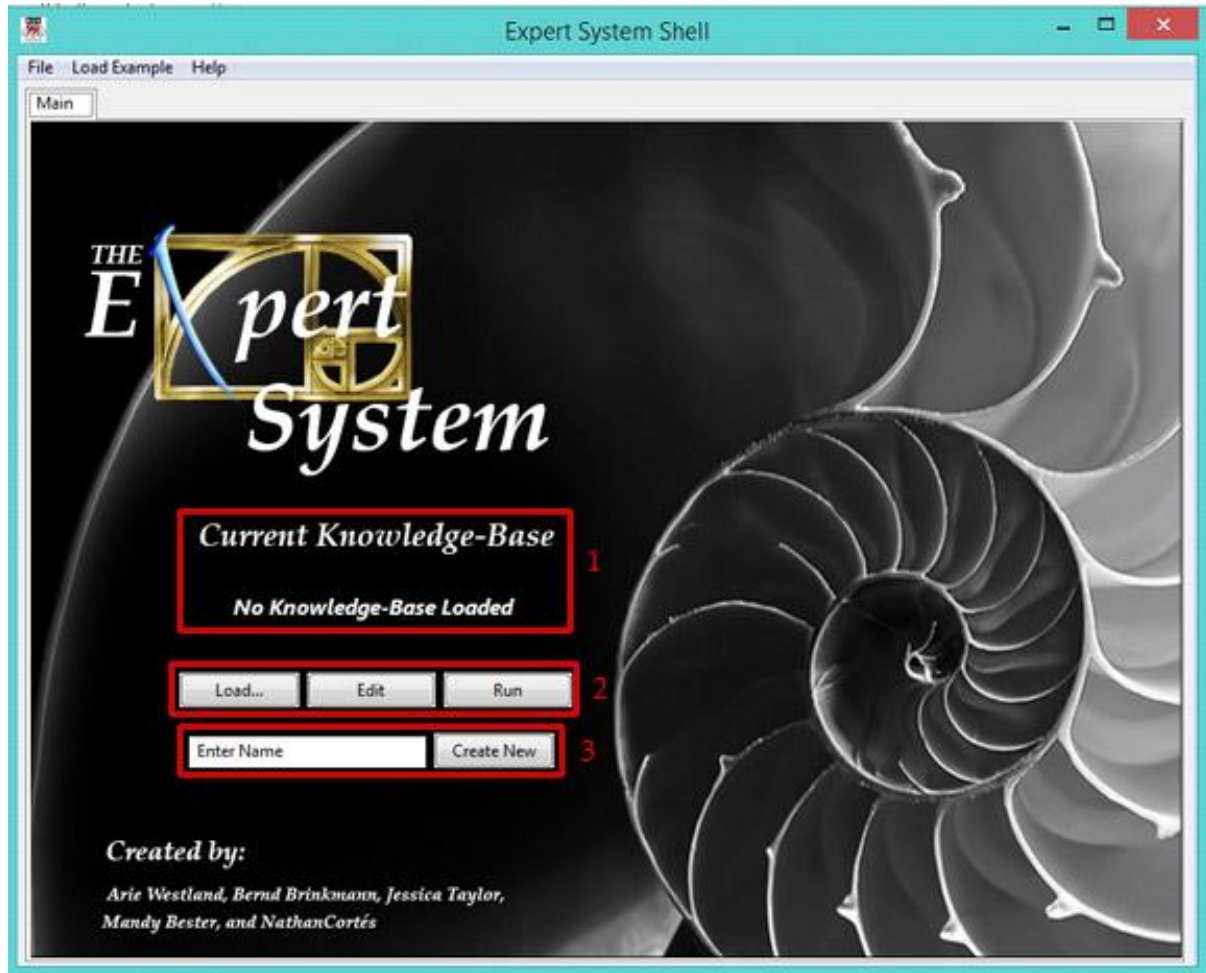 Expert System Shell
File Load Example Help
Main
THE
Expert
System
Current Knowledge-Base
1
No Knowledge-Base Loaded
Load... Edit Run 2
Enter Name Create New 3
Created by:
Arie Westland, Bernd Brinkmann, Jessica Taylor,
Mandy Bester, and NathanCortés